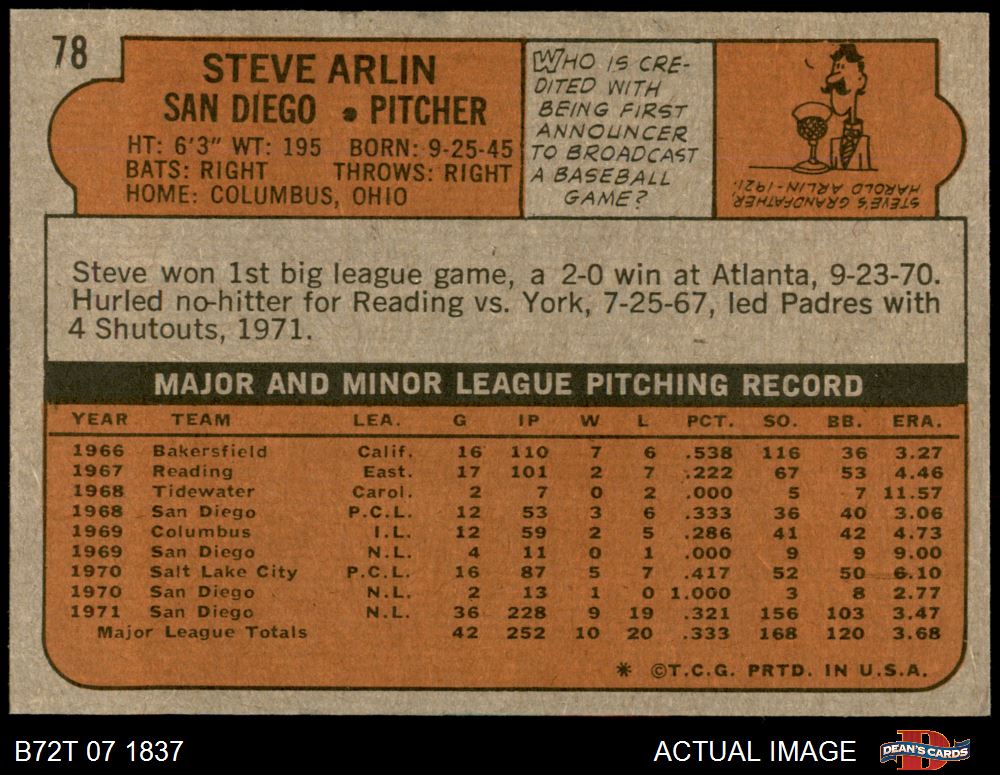 78
STEVE ARLIN
SAN DIEGO • PITCHER
HT: 6'3" WT: 195 BORN: 9-25-45
BATS: RIGHT THROWS: RIGHT
HOME: COLUMBUS, OHIO
WHO IS CRE-
DITED WITH
BEING FIRST
ANNOUNCER
TO BROADCAST
A BASEBALL
GAME?
STEVE'S GRANDFATHER,
HAROLD ARLIN-1921.
Steve won 1st big league game, a 2-0 win at Atlanta, 9-23-70.
Hurled no-hitter for Reading vs. York, 7-25-67, led Padres with
4 Shutouts, 1971.
MAJOR AND MINOR LEAGUE PITCHING RECORD
YEAR TEAM LEA. G IP W L PCT. SO. BB. ERA.
1966 Bakersfield Calif. 16 110 7 6 .538 116 36 3.27
1967 Reading East. 17 101 2 7 .222 67 53 4.46
1968 Tidewater Carol. 2 7 0 2 .000 5 7 11.57
1968 San Diego P.C.L. 12 53 3 6 .333 36 40 3.06
1969 Columbus I.L. 12 59 2 5 .286 41 42 4.73
1969 San Diego N.L. 4 11 0 1 .000 9 9 9.00
1970 Salt Lake City P.C.L. 16 87 5 7 .417 52 50 6.10
1970 San Diego N.L. 2 13 1 0 1.000 3 8 2.77
1971 San Diego N.L. 36 228 9 19 .321 156 103 3.47
Major League Totals 42 252 10 20 .333 168 120 3.68
* ©T.C.G. PRTD. IN U.S.A.
B72T 07 1837 ACTUAL IMAGE DEAN'S CARDS